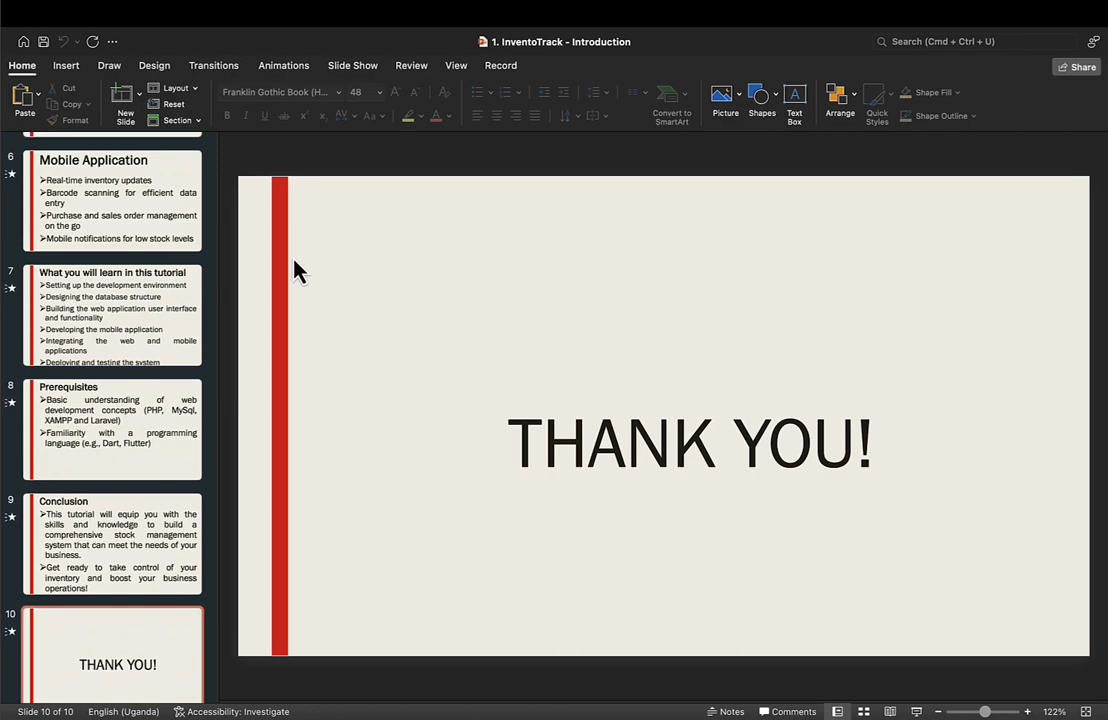 1. InventoTrack - Introduction
Search (Cmd + Ctrl + U)
Home Insert Draw Design Transitions Animations Slide Show Review View Record
Share
Paste
Cut
Copy
Format
New
Slide
Layout
Reset
Section
Franklin Gothic Book (H... 48
Convert to
SmartArt
Picture
Shapes
Text
Box
Arrange
Quick
Styles
Shape Fill
Shape Outline
6
Mobile Application
➢Real-time inventory updates
➢Barcode scanning for efficient data
entry
➢Purchase and sales order management
on the go
➢Mobile notifications for low stock levels
7
What you will learn in this tutorial
➢Setting up the development environment
➢Designing the database structure
➢Building the web application user interface
and functionality
➢Developing the mobile application
➢Integrating the web and mobile
applications
➢Deploying and testing the system
8
Prerequisites
➢Basic understanding of web
development concepts (PHP, MySql,
XAMPP and Laravel)
➢Familiarity with a programming
language (e.g., Dart, Flutter)
9
Conclusion
➢This tutorial will equip you with the
skills and knowledge to build a
comprehensive stock management
system that can meet the needs of your
business.
➢Get ready to take control of your
inventory and boost your business
operations!
10
THANK YOU!
THANK YOU!
Slide 10 of 10 English (Uganda) Accessibility: Investigate Notes Comments 122%